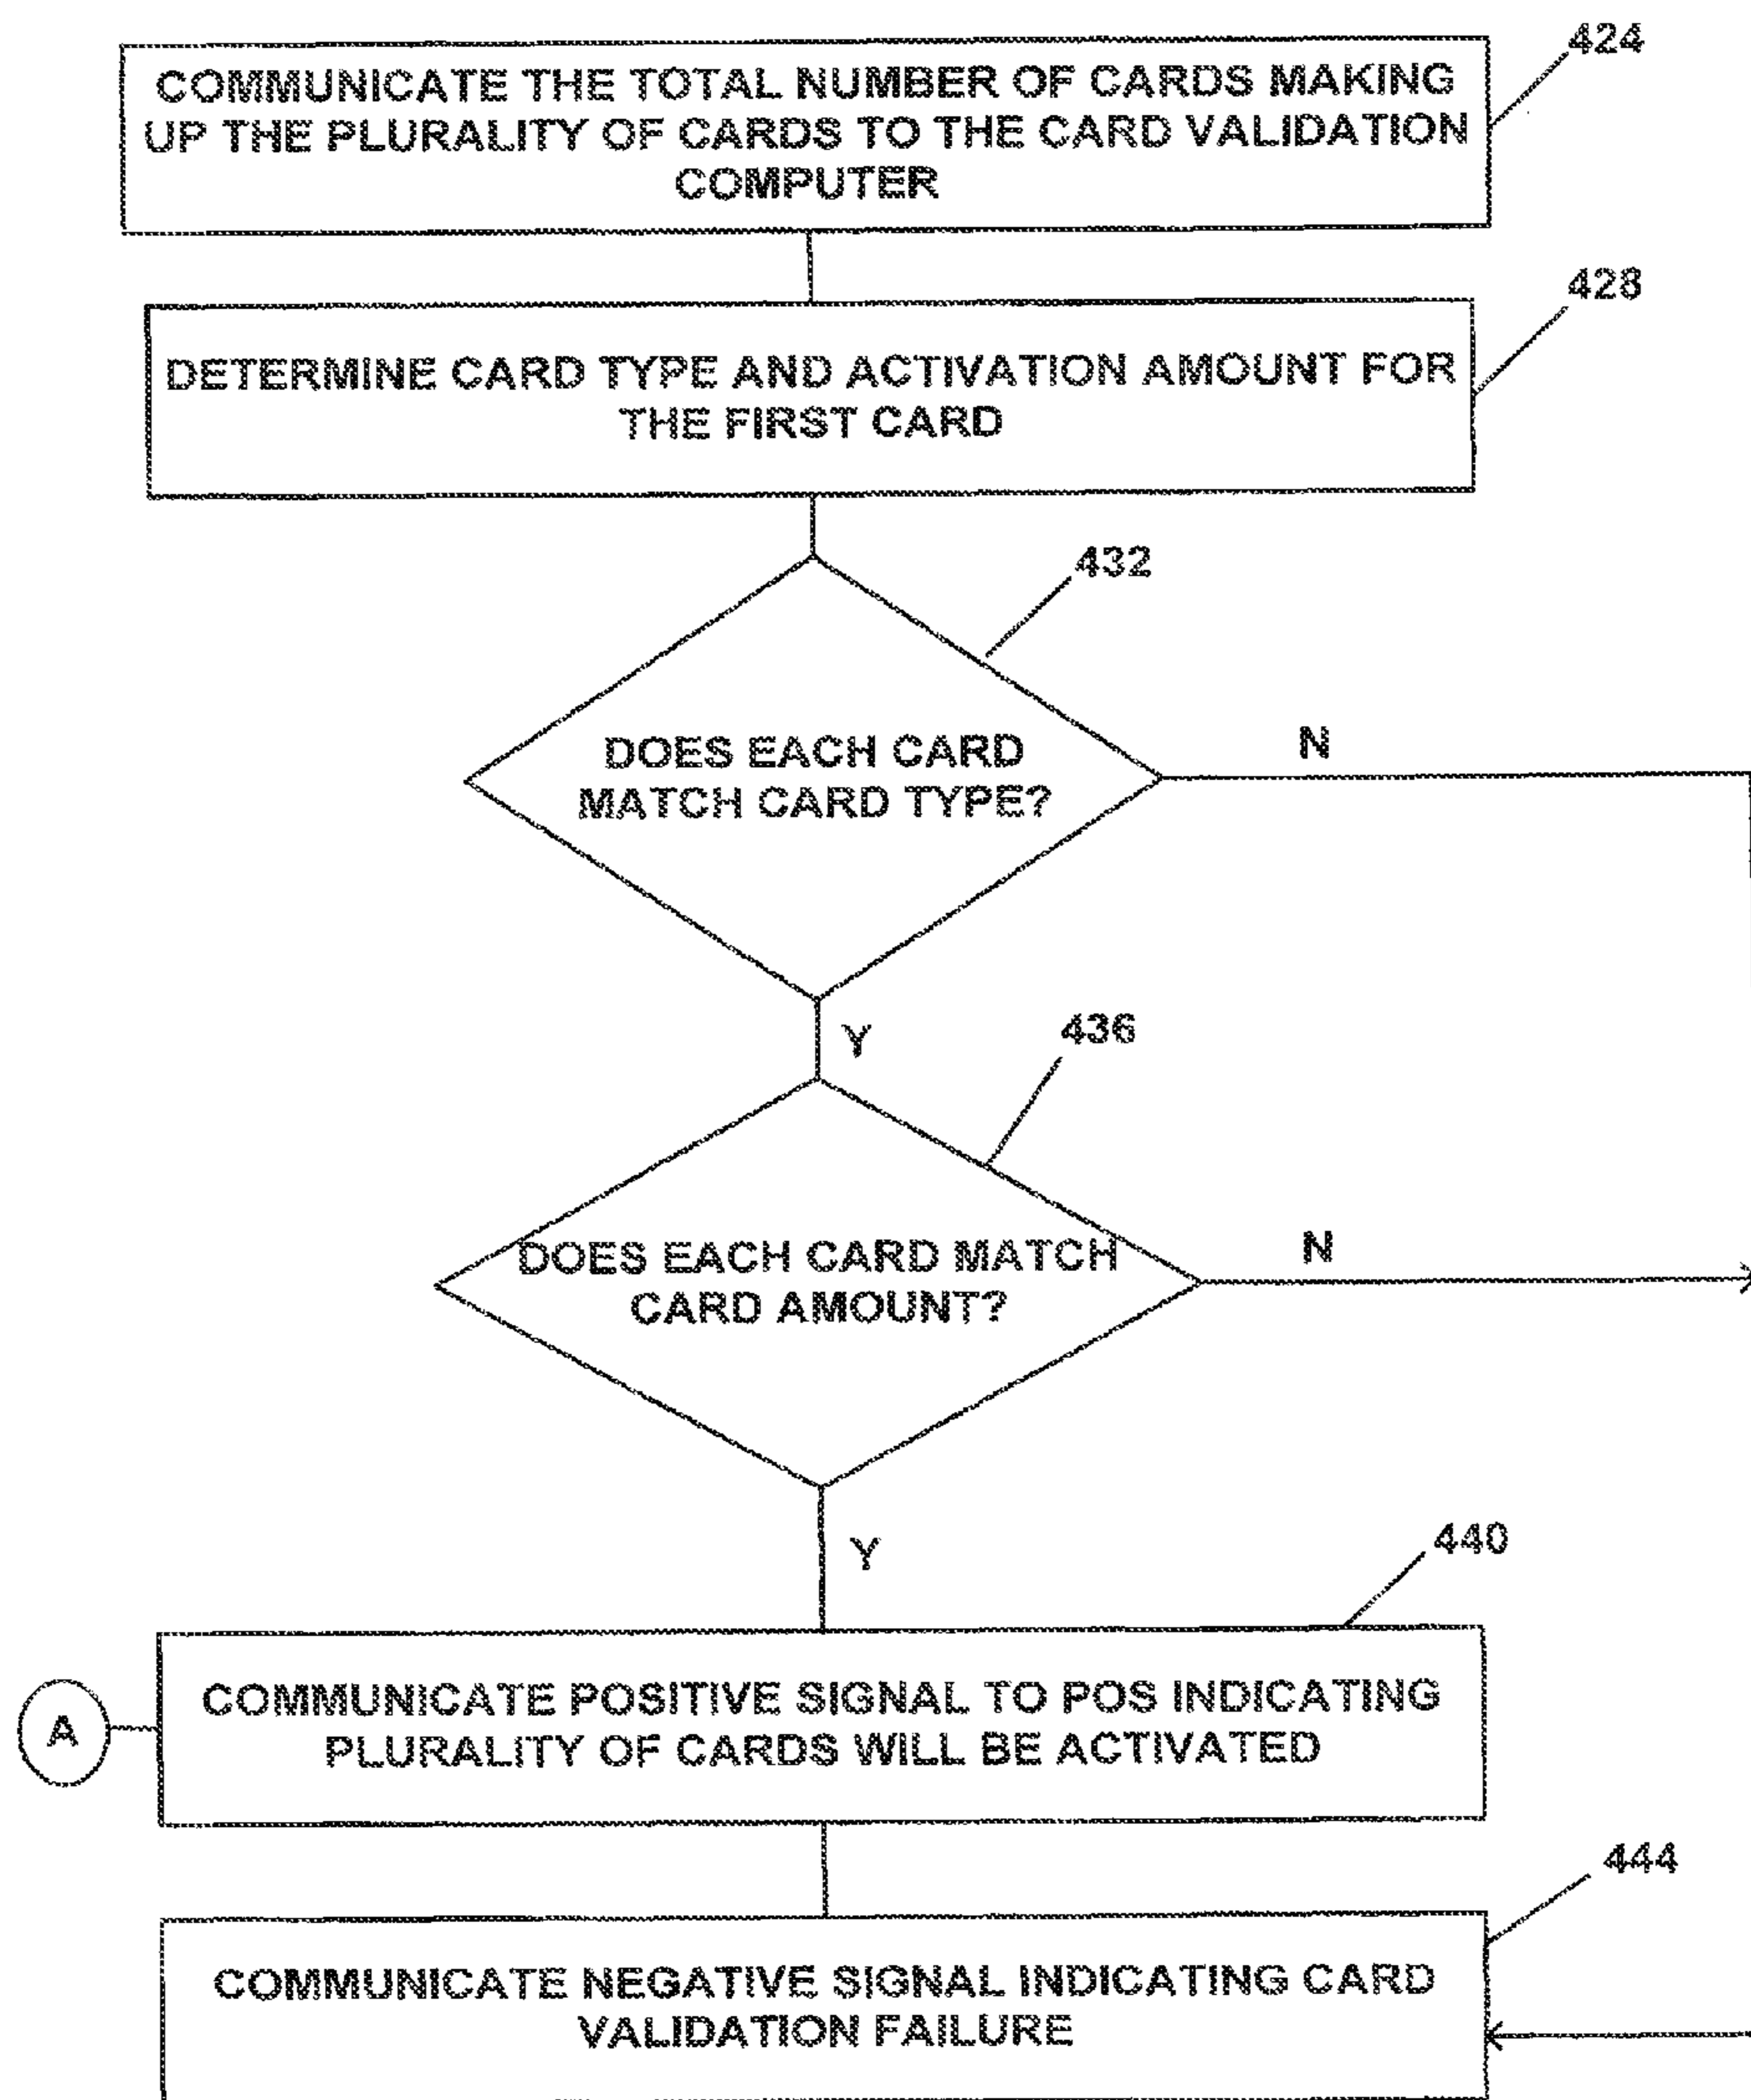 424
COMMUNICATE THE TOTAL NUMBER OF CARDS MAKING
UP THE PLURALITY OF CARDS TO THE CARD VALIDATION
COMPUTER
428
DETERMINE CARD TYPE AND ACTIVATION AMOUNT FOR
THE FIRST CARD
432
DOES EACH CARD
MATCH CARD TYPE?
N
Y
436
DOES EACH CARD MATCH
CARD AMOUNT?
N
Y
440
COMMUNICATE POSITIVE SIGNAL TO POS INDICATING
PLURALITY OF CARDS WILL BE ACTIVATED
A
444
COMMUNICATE NEGATIVE SIGNAL INDICATING CARD
VALIDATION FAILURE